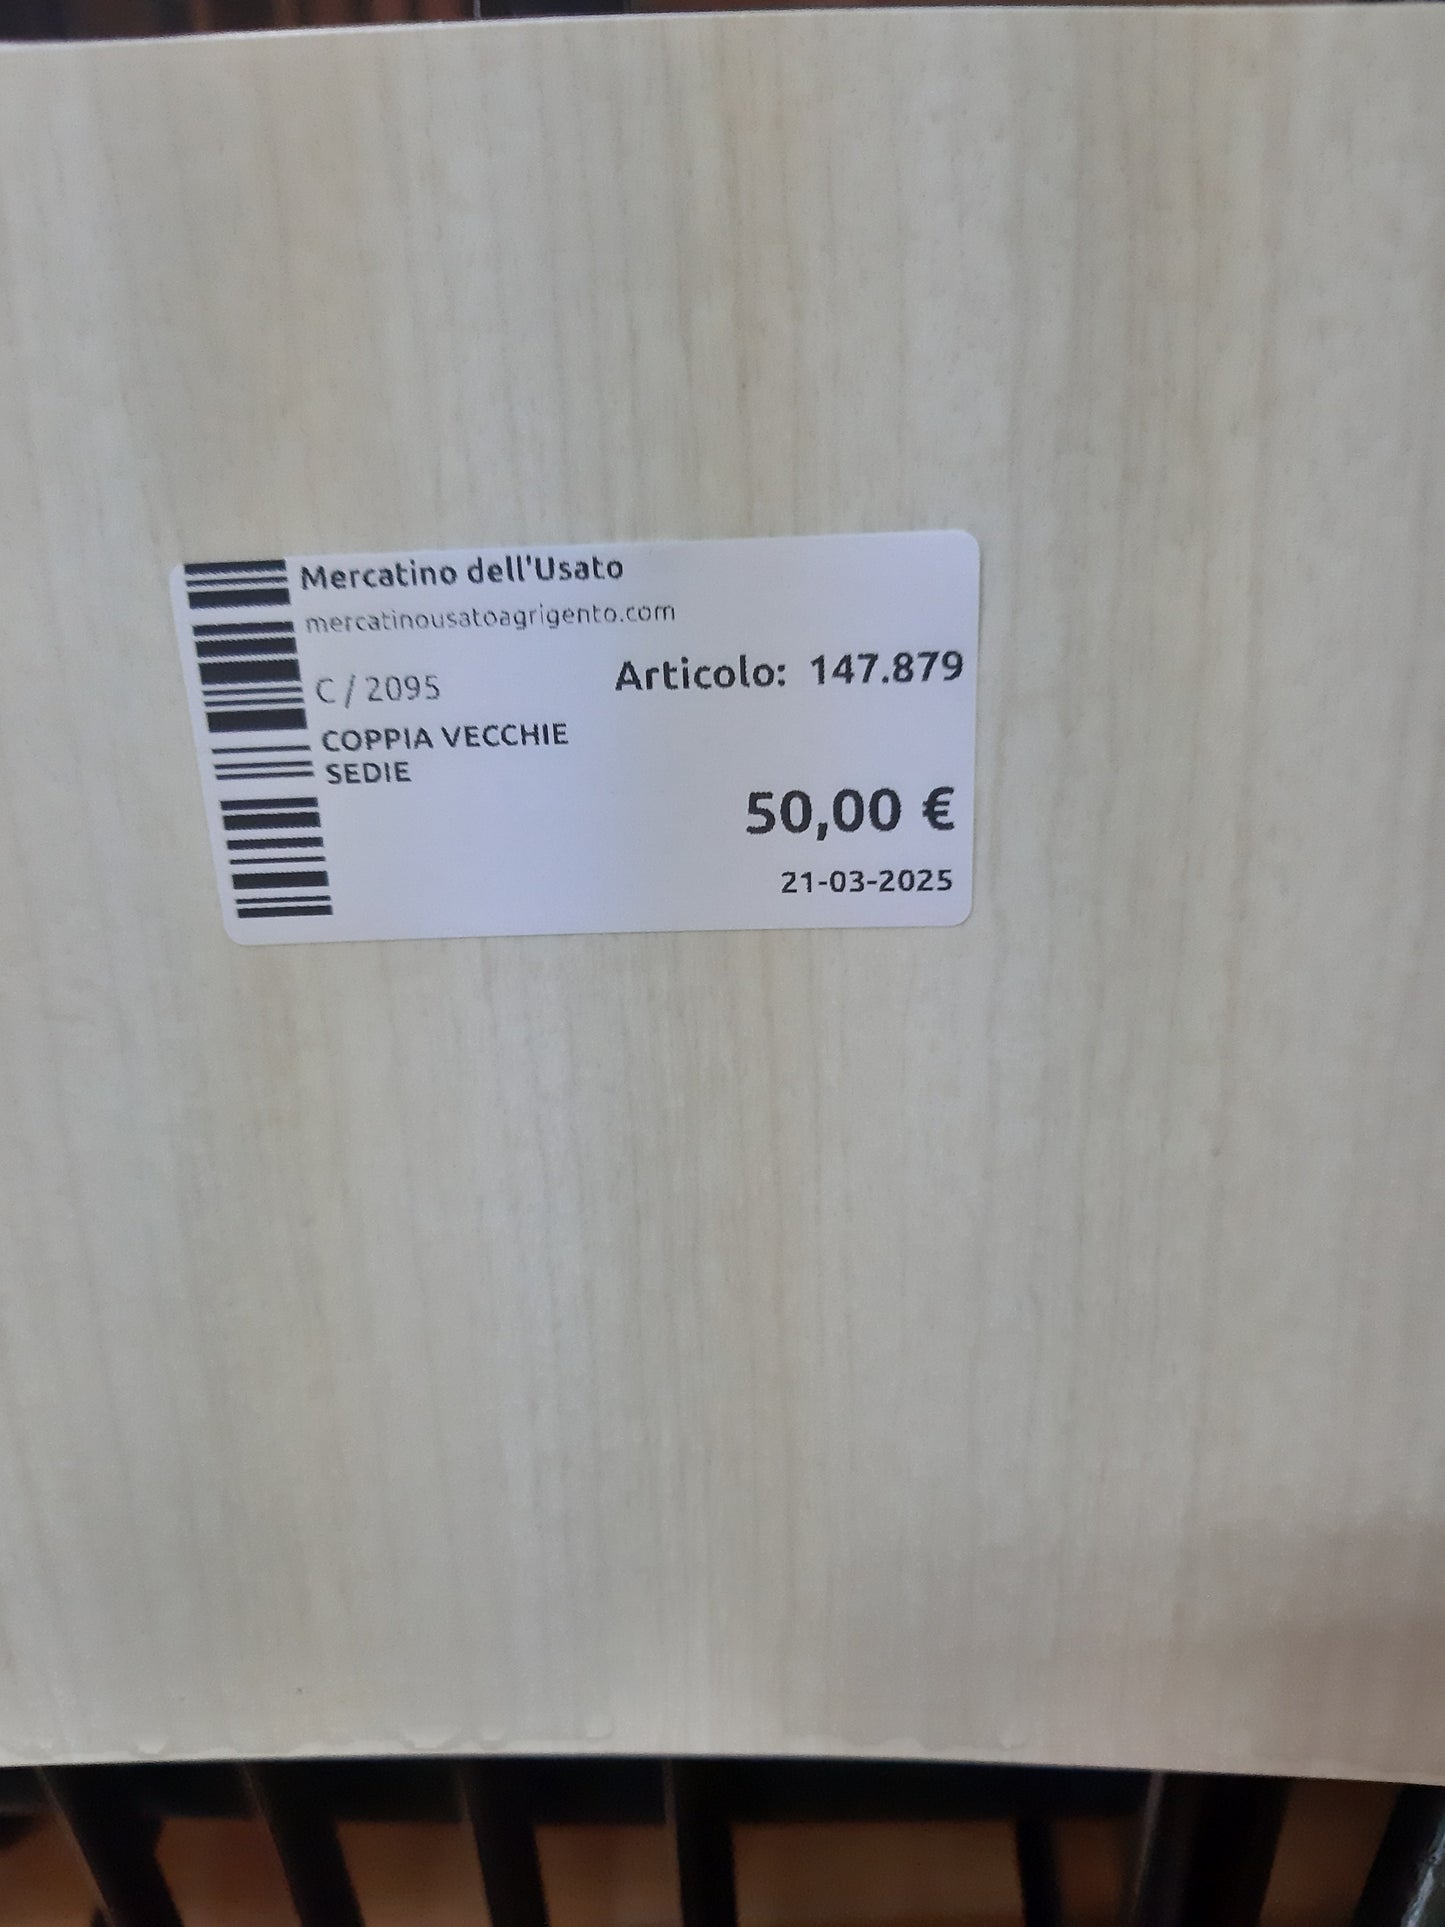 Mercatino dell'Usato
mercatinousatoagrigento.com
C / 2095
Articolo: 147.879
COPPIA VECCHIE
SEDIE
50,00 €
21-03-2025